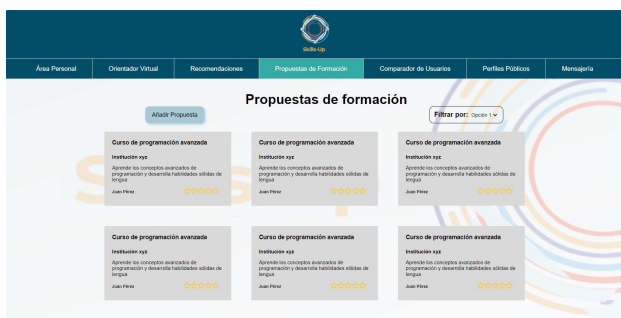 Skills-Up
Área Personal
Orientador Virtual
Recomendaciones
Propuestas de Formación
Comparador de Usuarios
Perfiles Públicos
Mensajería
Propuestas de formación
Añadir Propuesta
Filtrar por: Opción 1
Curso de programación avanzada
Institución xyz
Aprende los conceptos avanzados de
programación y desarrolla habilidades sólidas de
lengua
Juan Pérez
Curso de programación avanzada
Institución xyz
Aprende los conceptos avanzados de
programación y desarrolla habilidades sólidas de
lengua
Juan Pérez
Curso de programación avanzada
Institución xyz
Aprende los conceptos avanzados de
programación y desarrolla habilidades sólidas de
lengua
Juan Pérez
Curso de programación avanzada
Institución xyz
Aprende los conceptos avanzados de
programación y desarrolla habilidades sólidas de
lengua
Juan Pérez
Curso de programación avanzada
Institución xyz
Aprende los conceptos avanzados de
programación y desarrolla habilidades sólidas de
lengua
Juan Pérez
Curso de programación avanzada
Institución xyz
Aprende los conceptos avanzados de
programación y desarrolla habilidades sólidas de
lengua
Juan Pérez